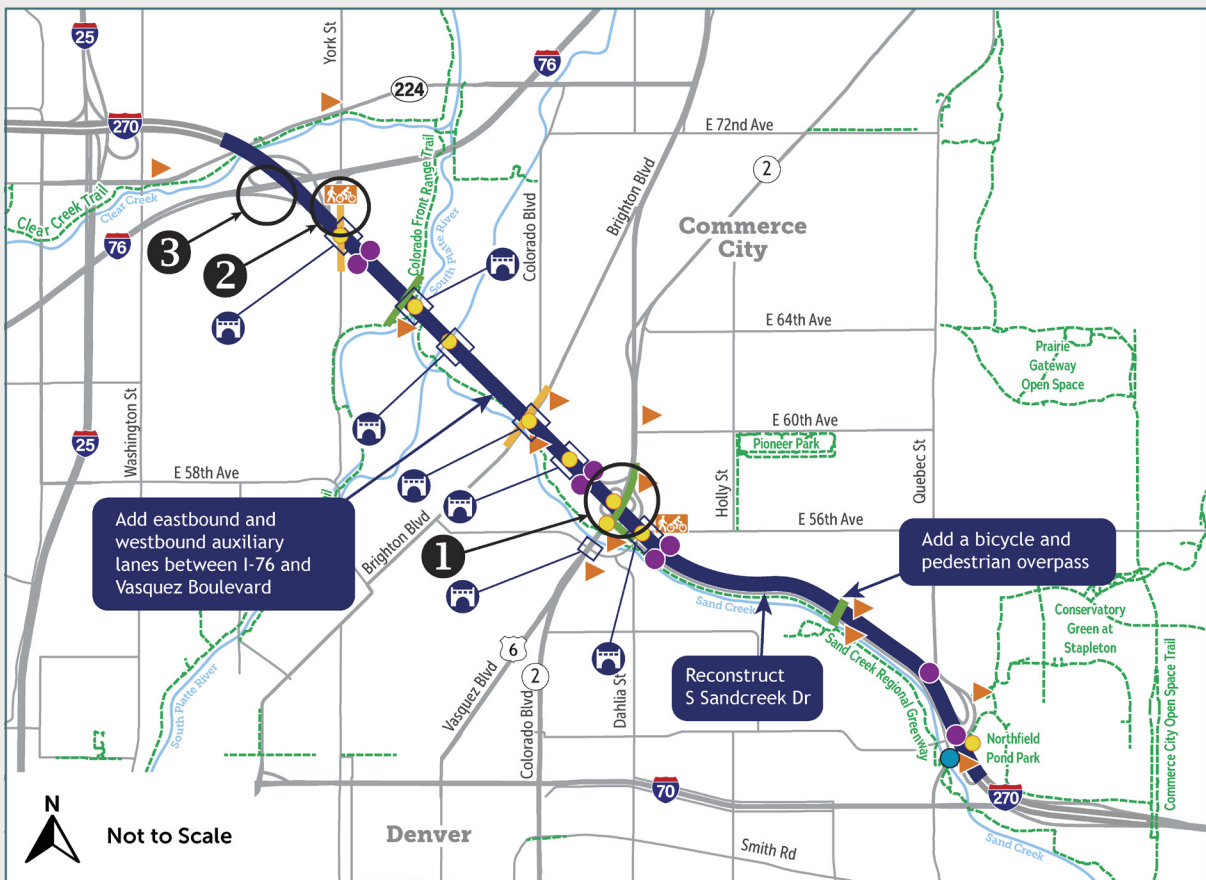 25
York St
76
224
270
E 72nd Ave
2
Clear Creek Trail
Clear Creek
Colorado Front Range Trail
South Platte River
Colorado Blvd
Brighton Blvd
Commerce
City
76
3
2
E 64th Ave
Prairie
Gateway
Open Space
Washington St
25
E 58th Ave
E 60th Ave
Pioneer Park
Holly St
Quebec St
E 56th Ave
Add eastbound and
westbound auxiliary
lanes between I-76 and
Vasquez Boulevard
Brighton Blvd
1
Add a bicycle and
pedestrian overpass
Sand Creek
Conservatory
Green at
Stapleton
Sand Creek Regional Greenway
Commerce City Open Space Trail
6
2
Reconstruct
S Sandcreek Dr
South Platte River
Vasquez Blvd
Colorado Blvd
Dahlia St
Northfield
Pond Park
70
270
N
Not to Scale
Denver
Smith Rd
Sand Creek